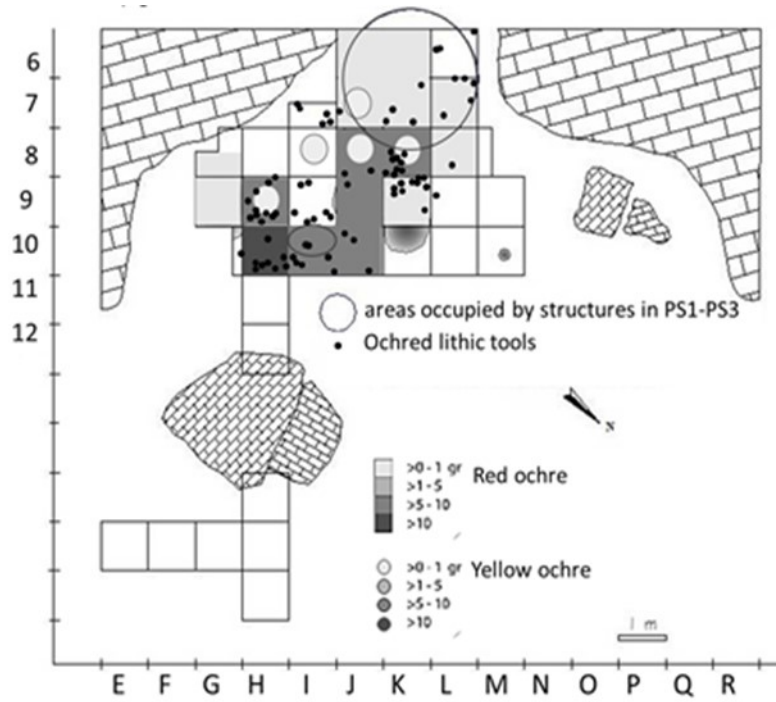 6
7
8
9
10
11
12
areas occupied by structures in PS1-PS3
Ochred lithic tools
N
>0-1 gr
>1-5
>5-10
>10
Red ochre
>0-1 gr
>1-5
>5-10
>10
Yellow ochre
1 m
E F G H I J K L M N O P Q R